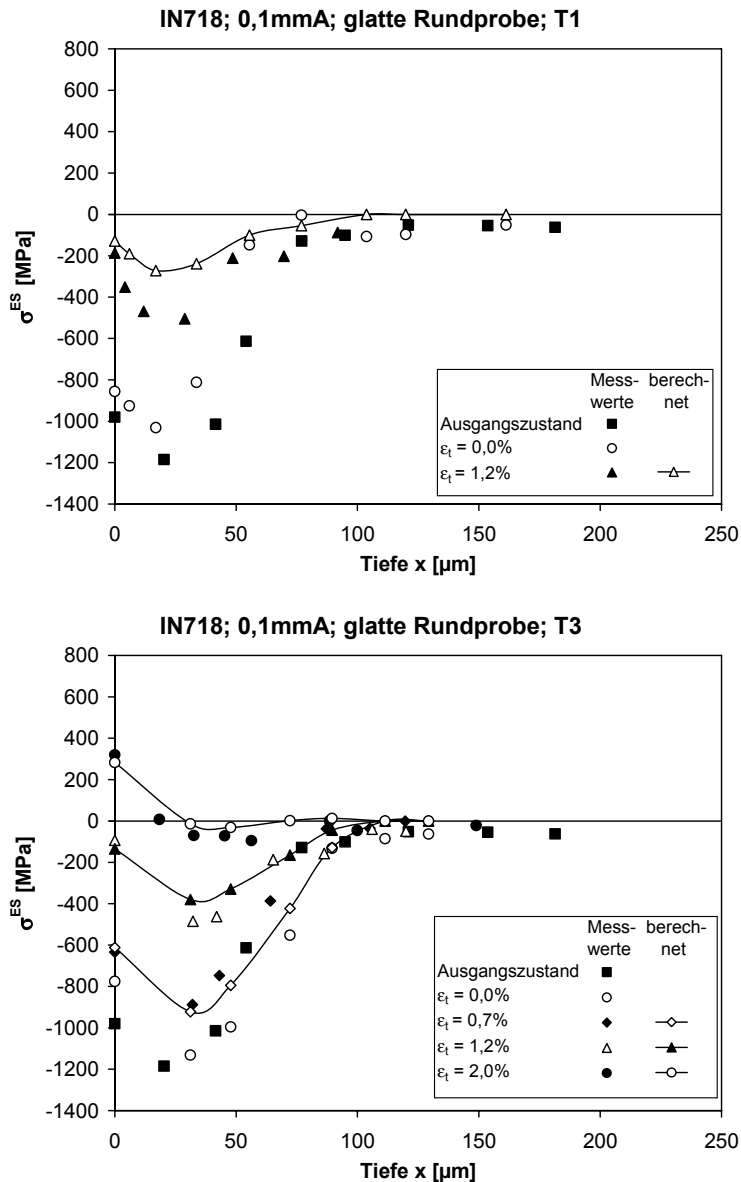 IN718; 0,1mmA; glatte Rundprobe; T1
800
600
400
200
0
-200
-400
-600
-800
-1000
-1200
-1400
σES [MPa]
0 50 100 150 200 250
Tiefe x [µm]
Mess- berech-
werte net
Ausgangszustand
εt = 0,0%
εt = 1,2%
IN718; 0,1mmA; glatte Rundprobe; T3
800
600
400
200
0
-200
-400
-600
-800
-1000
-1200
-1400
σES [MPa]
0 50 100 150 200 250
Tiefe x [µm]
Mess- berech-
werte net
Ausgangszustand
εt = 0,0%
εt = 0,7%
εt = 1,2%
εt = 2,0%